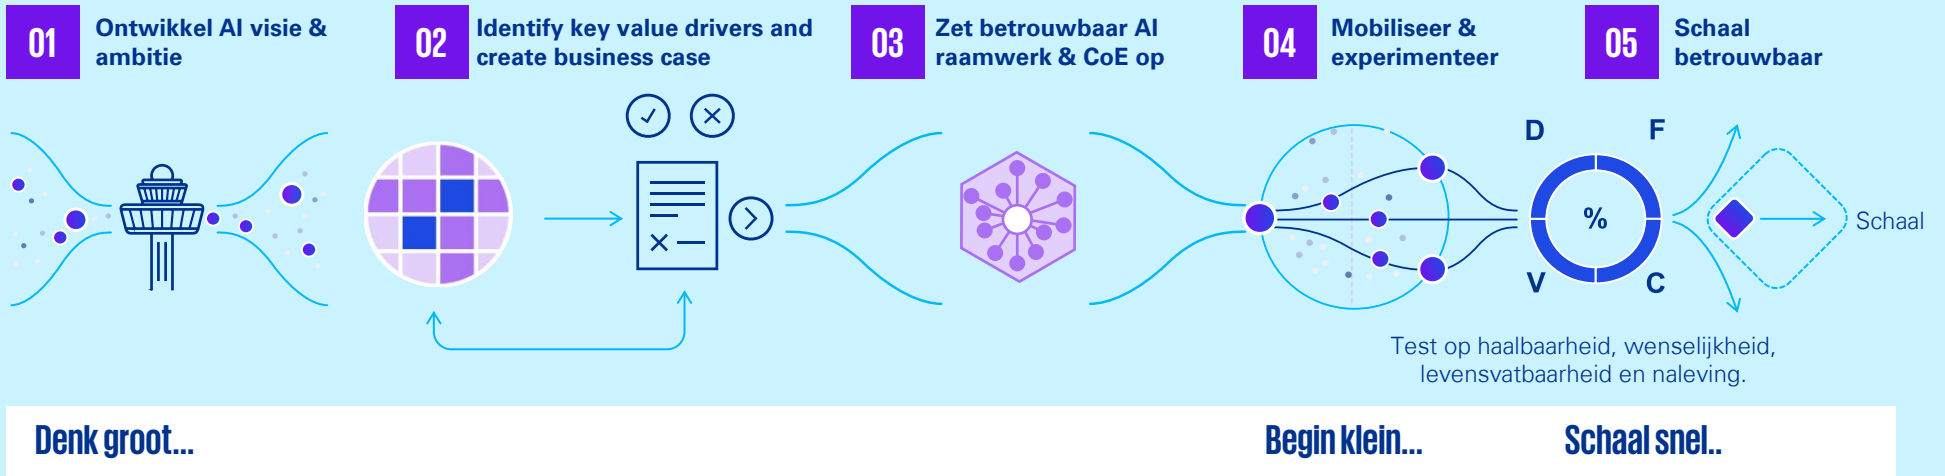 01
Ontwikkel AI visie &
ambitie
02
Identify key value drivers and
create business case
03
Zet betrouwbaar AI
raamwerk & CoE op
04
Mobiliseer &
experimenteer
05
Schaal
betrouwbaar
D
F
%
V
C
Schaal
Test op haalbaarheid, wenselijkheid,
levensvatbaarheid en naleving.
Denk groot...
Begin klein...
Schaal snel..